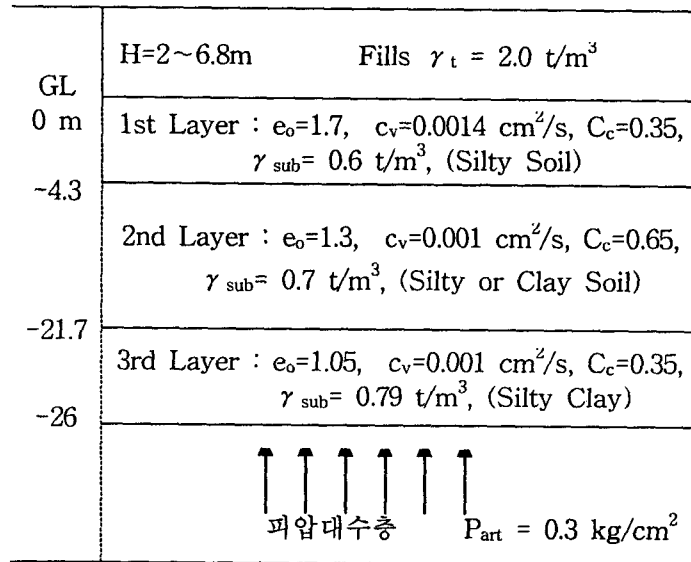 H=2~6.8m Fills γt = 2.0 t/m³
GL
0 m
1st Layer : eo=1.7, cv=0.0014 cm²/s, Cc=0.35,
γsub= 0.6 t/m³, (Silty Soil)
-4.3
2nd Layer : eo=1.3, cv=0.001 cm²/s, Cc=0.65,
γsub= 0.7 t/m³, (Silty or Clay Soil)
-21.7
3rd Layer : eo=1.05, cv=0.001 cm²/s, Cc=0.35,
γsub= 0.79 t/m³, (Silty Clay)
-26
피압대수층 Part = 0.3 kg/cm²